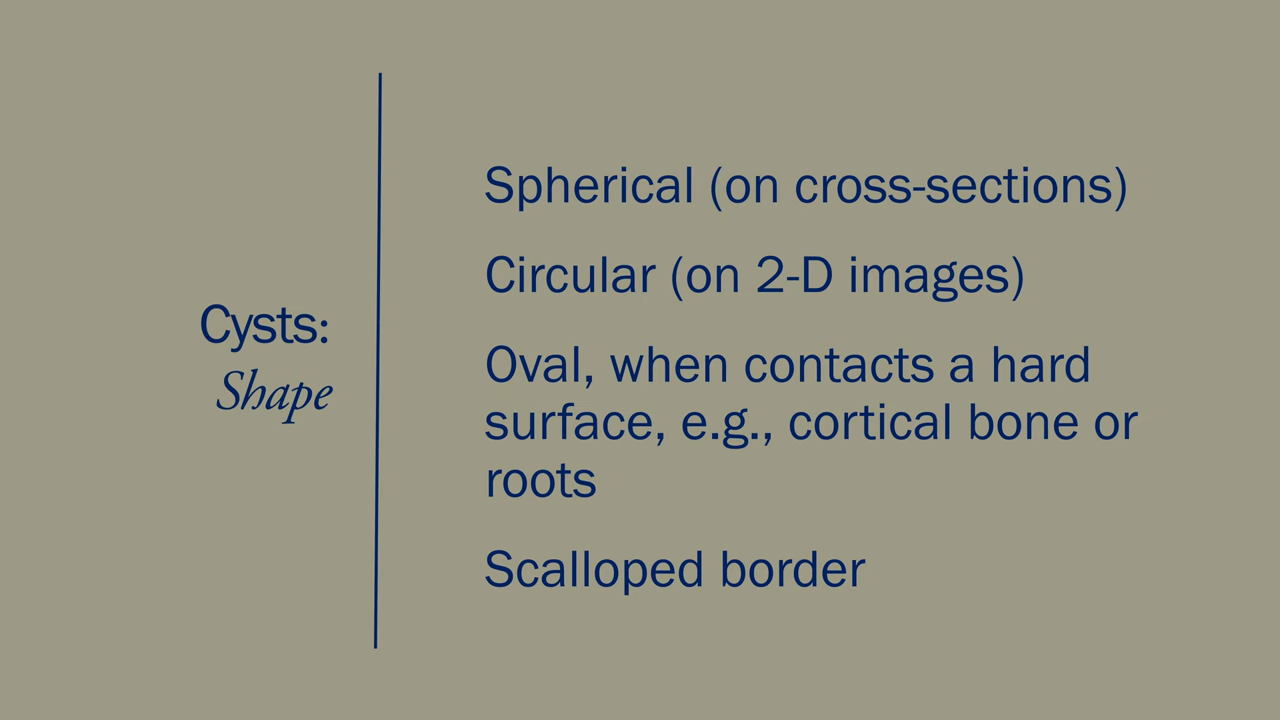 Cysts:
Shape
Spherical (on cross-sections)
Circular (on 2-D images)
Oval, when contacts a hard
surface, e.g., cortical bone or
roots
Scalloped border